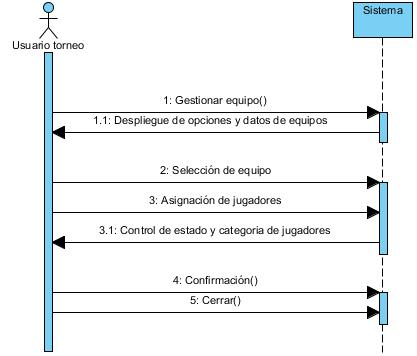 Sistema
Usuario torneo
1: Gestionar equipo()
1.1: Despliegue de opciones y datos de equipos
2: Selección de equipo
3: Asignación de jugadores
3.1: Control de estado y categoria de jugadores
4: Confirmación()
5: Cerrar()